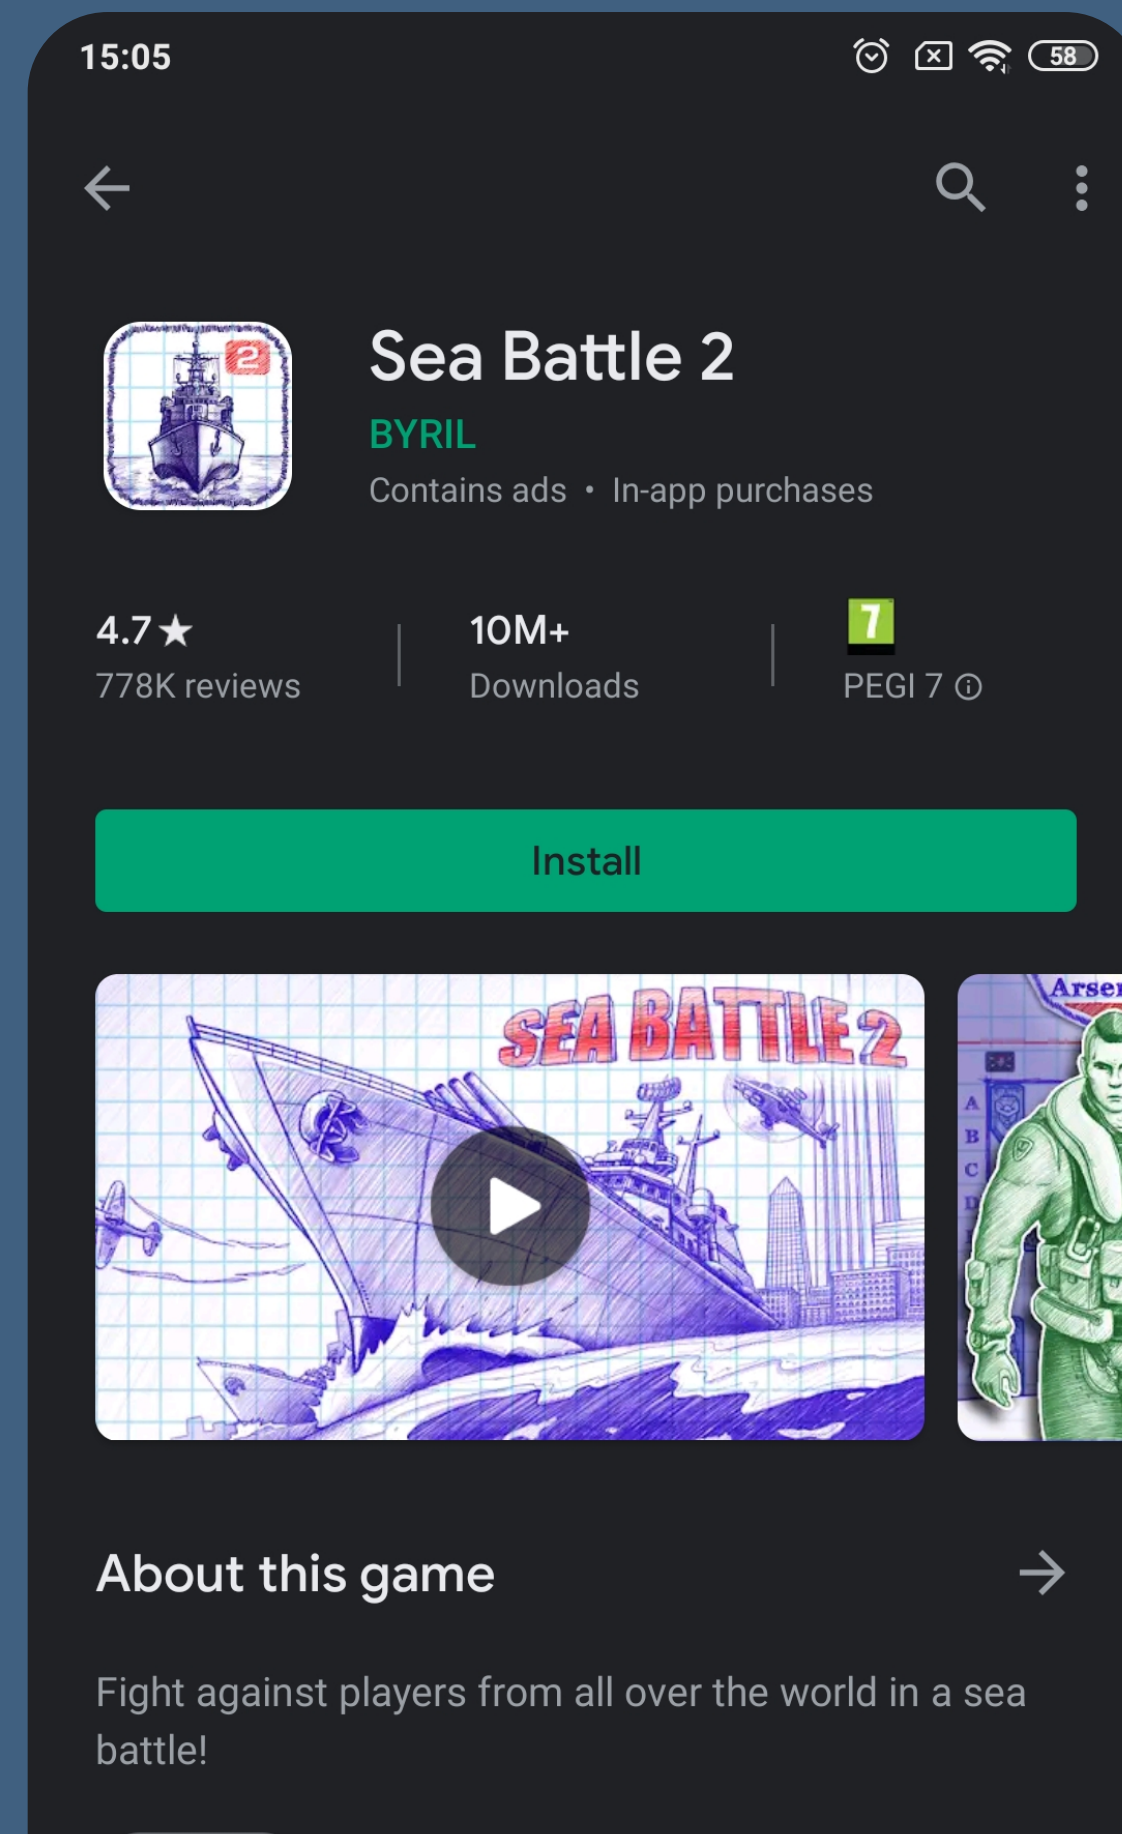 15:05
58
2
Sea Battle 2
BYRIL
Contains ads • In-app purchases
4.7★
778K reviews
10M+
Downloads
7
PEGI 7
Install
SEA BATTLE 2
Arsen
A
B
C
D
About this game
Fight against players from all over the world in a sea
battle!